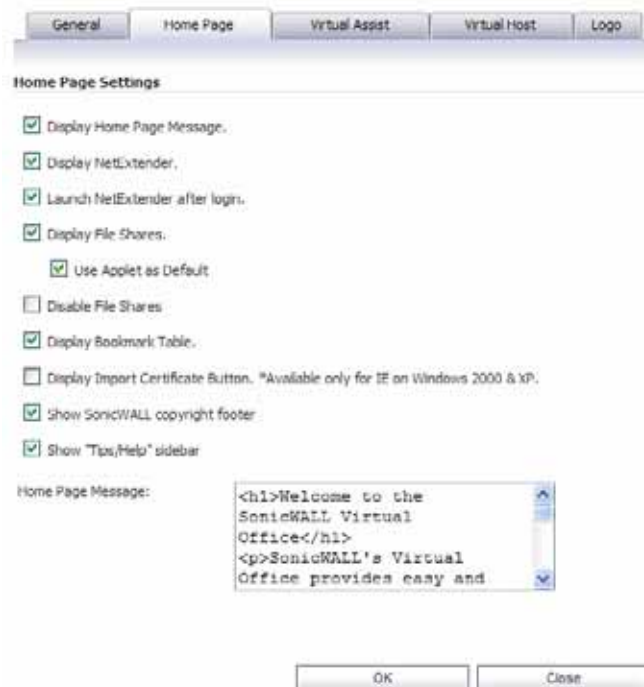 General Home Page Virtual Assist Virtual Host Logo
Home Page Settings
Display Home Page Message.
Display NetExtender.
Launch NetExtender after login.
Display File Shares.
Use Applet as Default
Disable File Shares
Display Bookmark Table.
Display Import Certificate Button. *Available only for IE on Windows 2000 & XP.
Show SonicWALL copyright footer
Show "Tips/Help" sidebar
Home Page Message:
<h1>Welcome to the
SonicWALL Virtual
Office</h1>
<p>SonicWALL's Virtual
Office provides easy and
OK Close